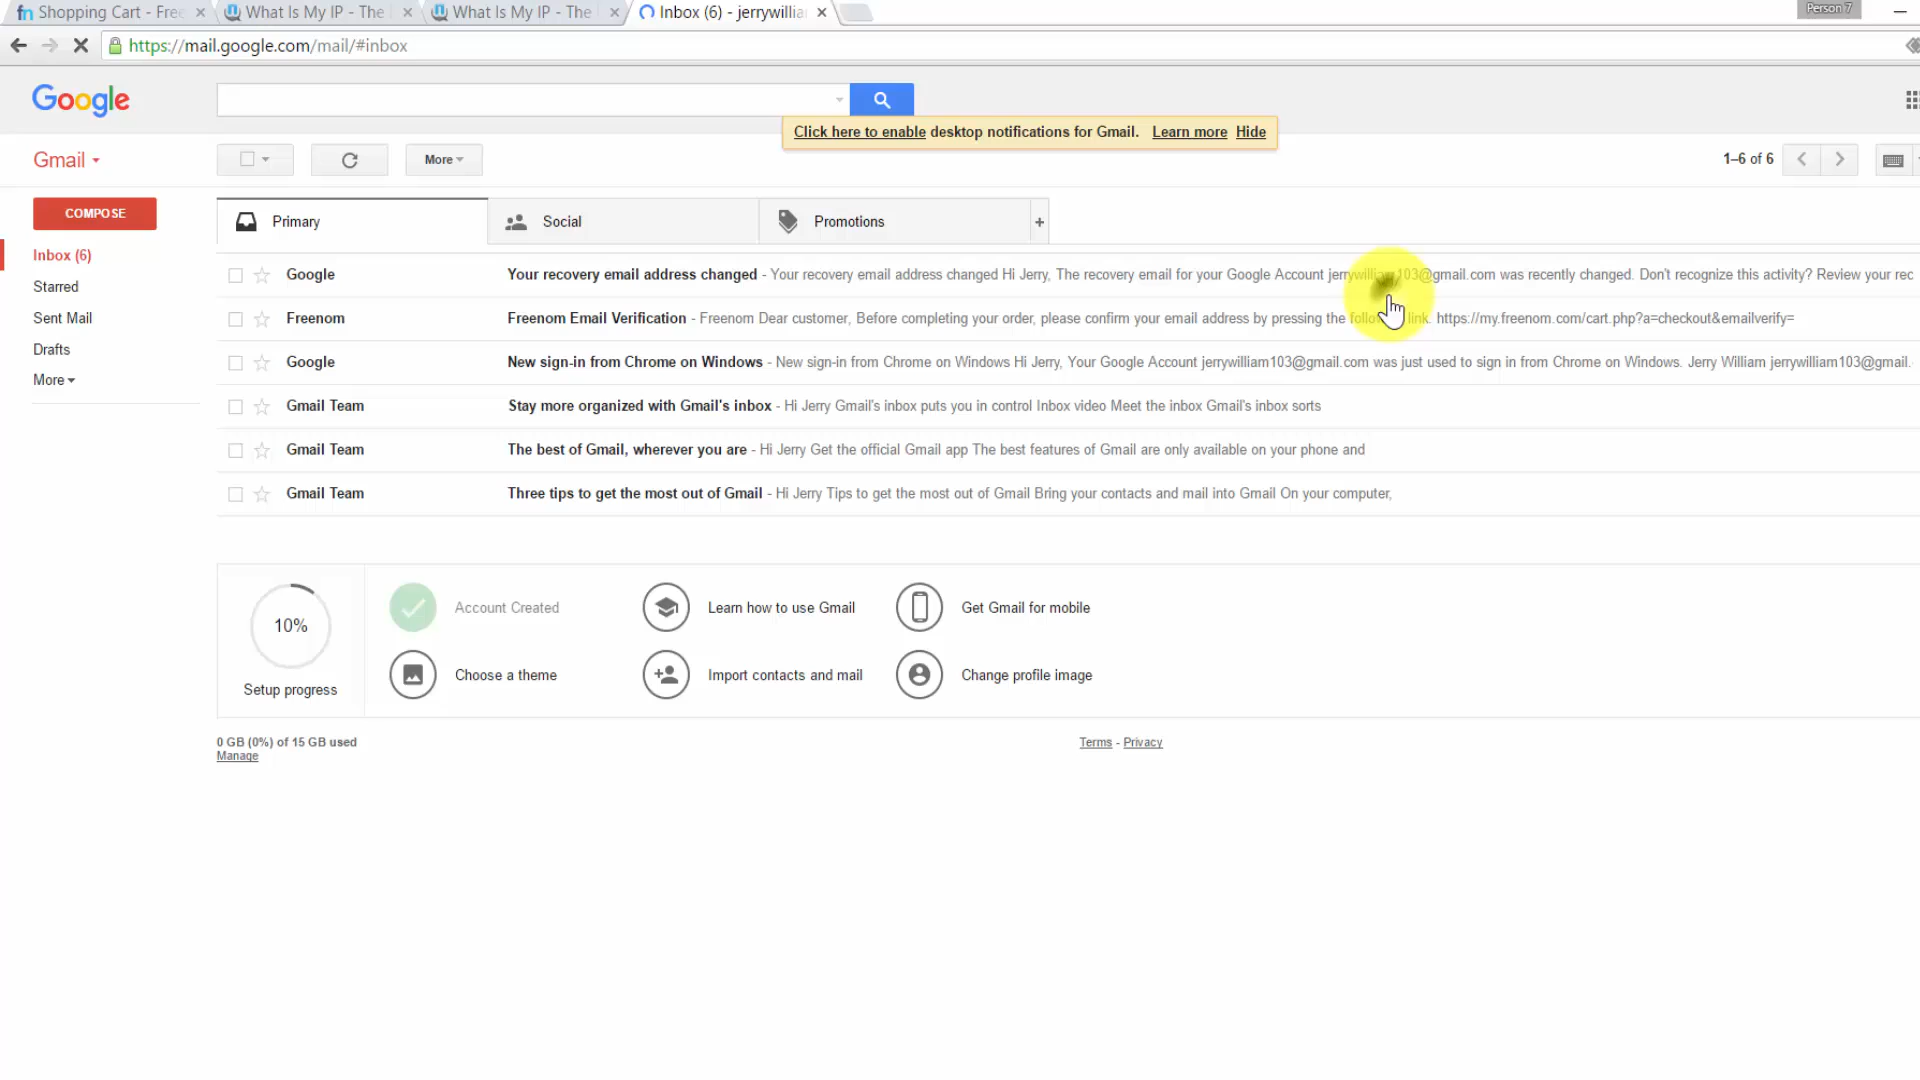 fn Shopping Cart - Free
What Is My IP - The
What Is My IP - The
Inbox (6) - jerrywillia
Person 7
https://mail.google.com/mail/#inbox
Google
Click here to enable desktop notifications for Gmail. Learn more Hide
Gmail
More
1–6 of 6
COMPOSE
Primary
Social
Promotions
+
Inbox (6)
Starred
Sent Mail
Drafts
More
Google Your recovery email address changed - Your recovery email address changed Hi Jerry, The recovery email for your Google Account jerrywilliam103@gmail.com was recently changed. Don't recognize this activity? Review your rec
Freenom Freenom Email Verification - Freenom Dear customer, Before completing your order, please confirm your email address by pressing the following link. https://my.freenom.com/cart.php?a=checkout&emailverify=
Google New sign-in from Chrome on Windows - New sign-in from Chrome on Windows Hi Jerry, Your Google Account jerrywilliam103@gmail.com was just used to sign in from Chrome on Windows. Jerry William jerrywilliam103@gmail.
Gmail Team Stay more organized with Gmail's inbox - Hi Jerry Gmail's inbox puts you in control Inbox video Meet the inbox Gmail's inbox sorts
Gmail Team The best of Gmail, wherever you are - Hi Jerry Get the official Gmail app The best features of Gmail are only available on your phone and
Gmail Team Three tips to get the most out of Gmail - Hi Jerry Tips to get the most out of Gmail Bring your contacts and mail into Gmail On your computer,
10%
Setup progress
Account Created
Learn how to use Gmail
Get Gmail for mobile
Choose a theme
Import contacts and mail
Change profile image
0 GB (0%) of 15 GB used
Manage
Terms - Privacy